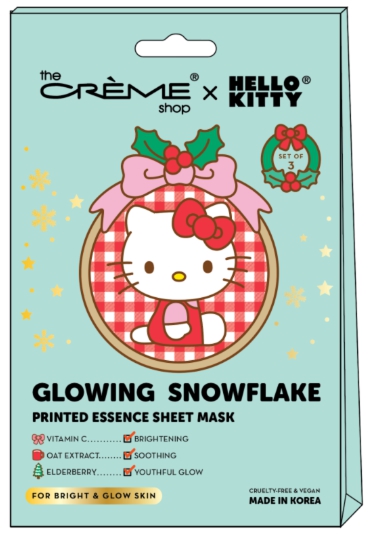 the
CRÈME®
shop
x
HELLO®
KITTY
SET OF
3
GLOWING SNOWFLAKE
PRINTED ESSENCE SHEET MASK
VITAMIN C........... BRIGHTENING
OAT EXTRACT....... SOOTHING
ELDERBERRY........ YOUTHFUL GLOW
FOR BRIGHT & GLOW SKIN
CRUELTY-FREE & VEGAN
MADE IN KOREA